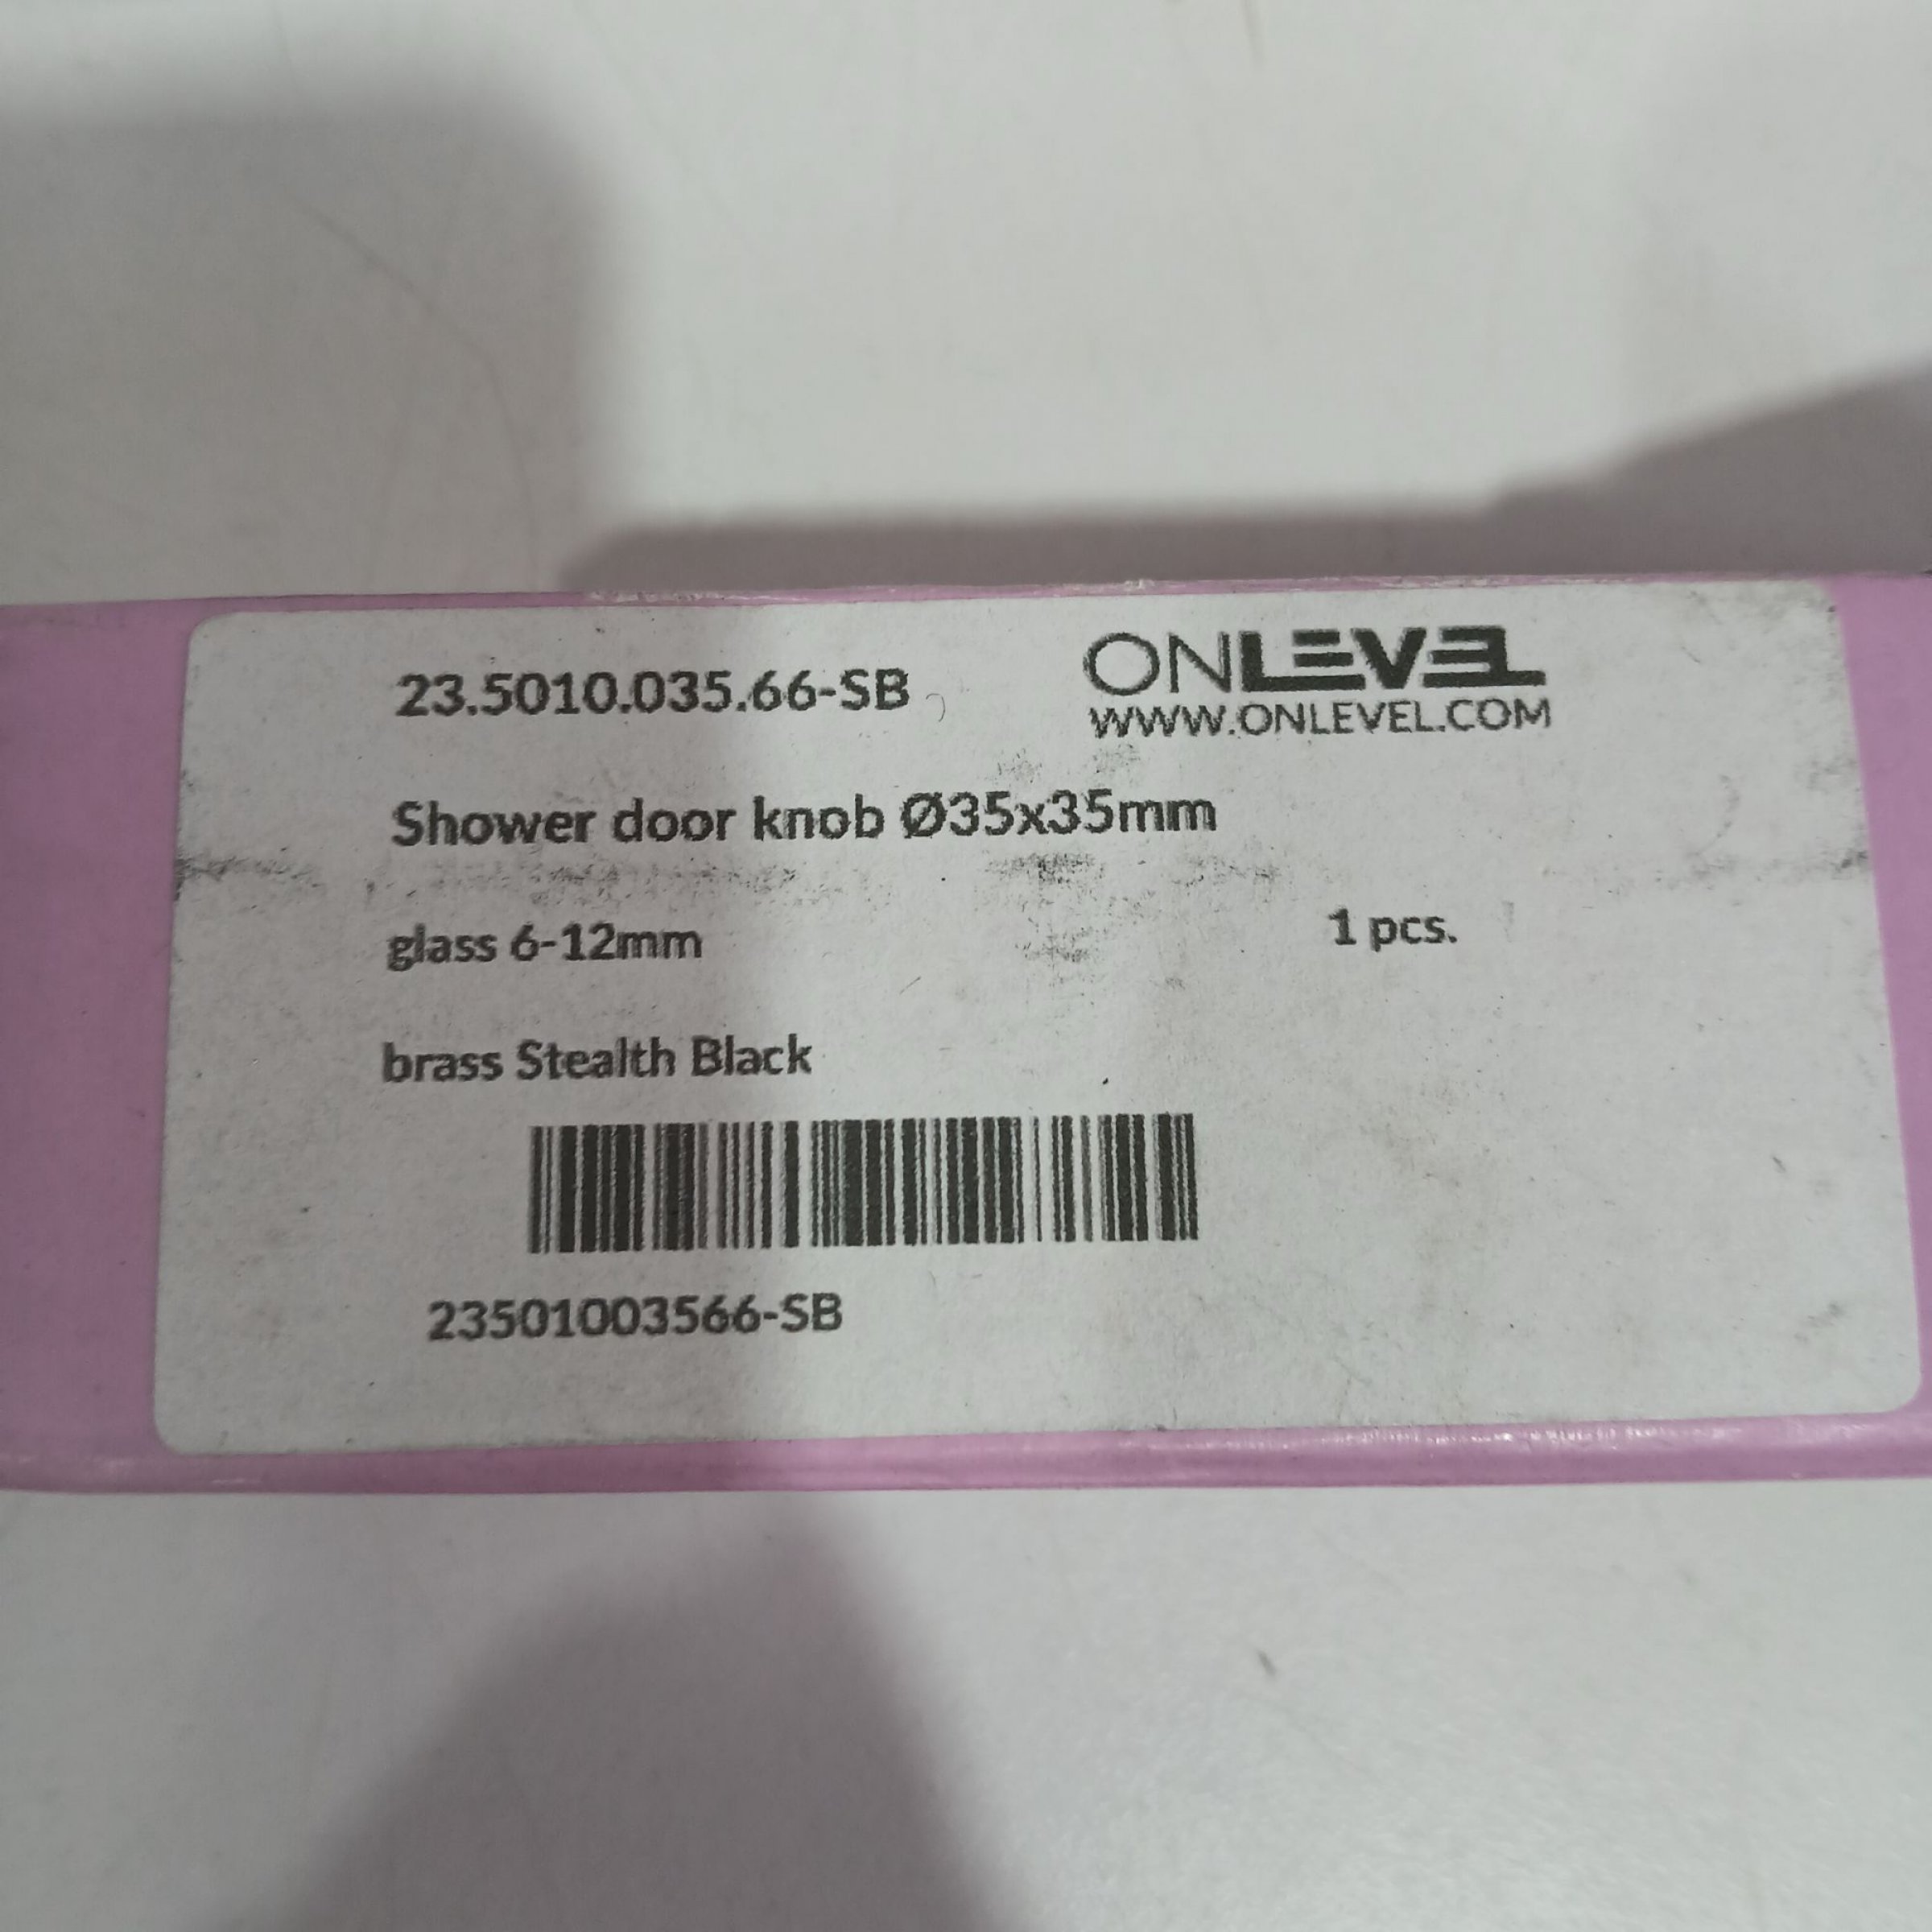 23.5010.035.66-SB
ONLEVEL
WWW.ONLEVEL.COM
Shower door knob Ø35x35mm
glass 6-12mm
1 pcs.
brass Stealth Black
23501003566-SB